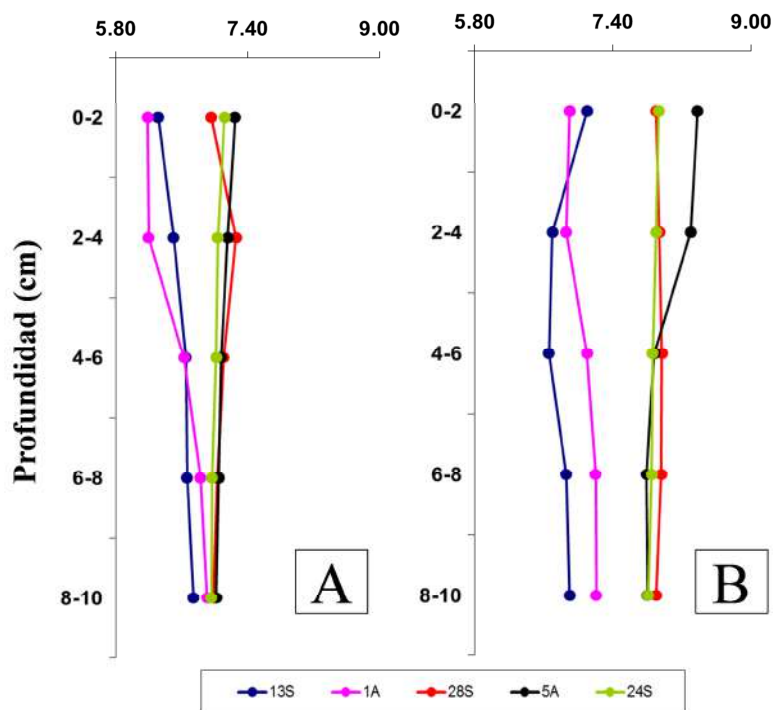 5.80 7.40 9.00 5.80 7.40 9.00
0-2 0-2
2-4 2-4
4-6 4-6
6-8 6-8
8-10 8-10
Profundidad (cm)
A B
13S 1A 28S 5A 24S